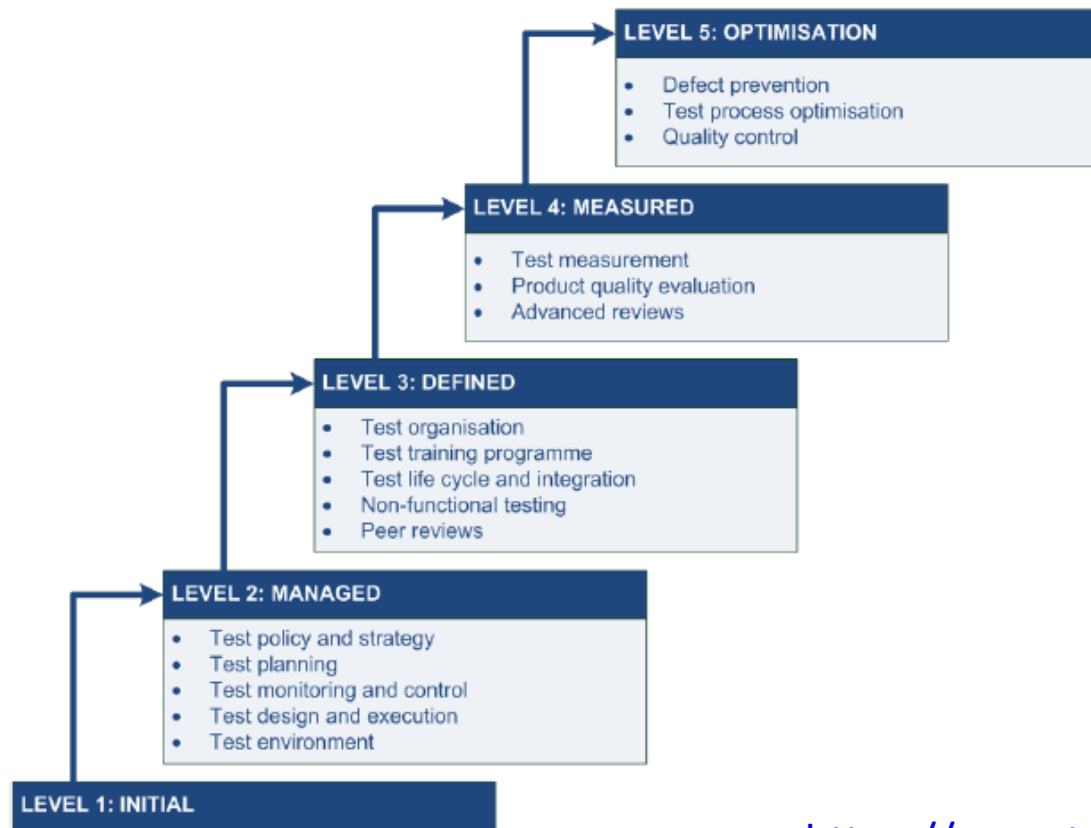 LEVEL 5: OPTIMISATION
• Defect prevention
• Test process optimisation
• Quality control
LEVEL 4: MEASURED
• Test measurement
• Product quality evaluation
• Advanced reviews
LEVEL 3: DEFINED
• Test organisation
• Test training programme
• Test life cycle and integration
• Non-functional testing
• Peer reviews
LEVEL 2: MANAGED
• Test policy and strategy
• Test planning
• Test monitoring and control
• Test design and execution
• Test environment
LEVEL 1: INITIAL